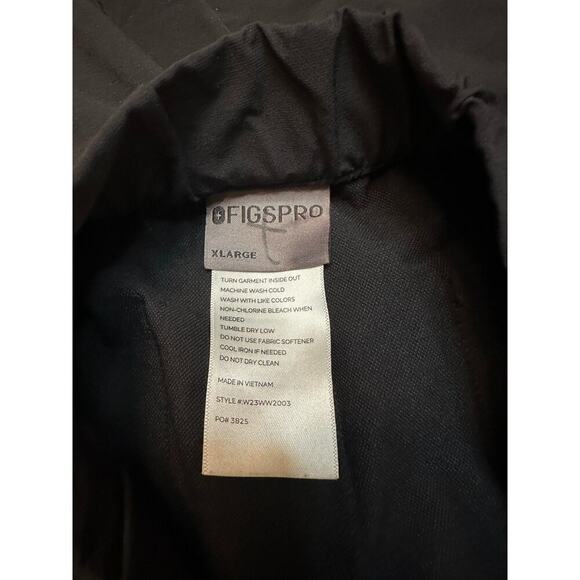 FIGSPRO
t
XLARGE
TURN GARMENT INSIDE OUT
MACHINE WASH COLD
WASH WITH LIKE COLORS
NON-CHLORINE BLEACH WHEN
NEEDED
TUMBLE DRY LOW
DO NOT USE FABRIC SOFTENER
COOL IRON IF NEEDED
DO NOT DRY CLEAN
MADE IN VIETNAM
STYLE #:W23WW2003
PO# 3825